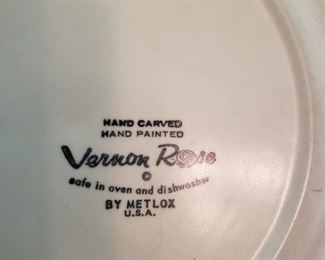 HAND CARVED
HAND PAINTED
Vernon Rose
©
safe in oven and dishwasher
BY METLOX
U.S.A.